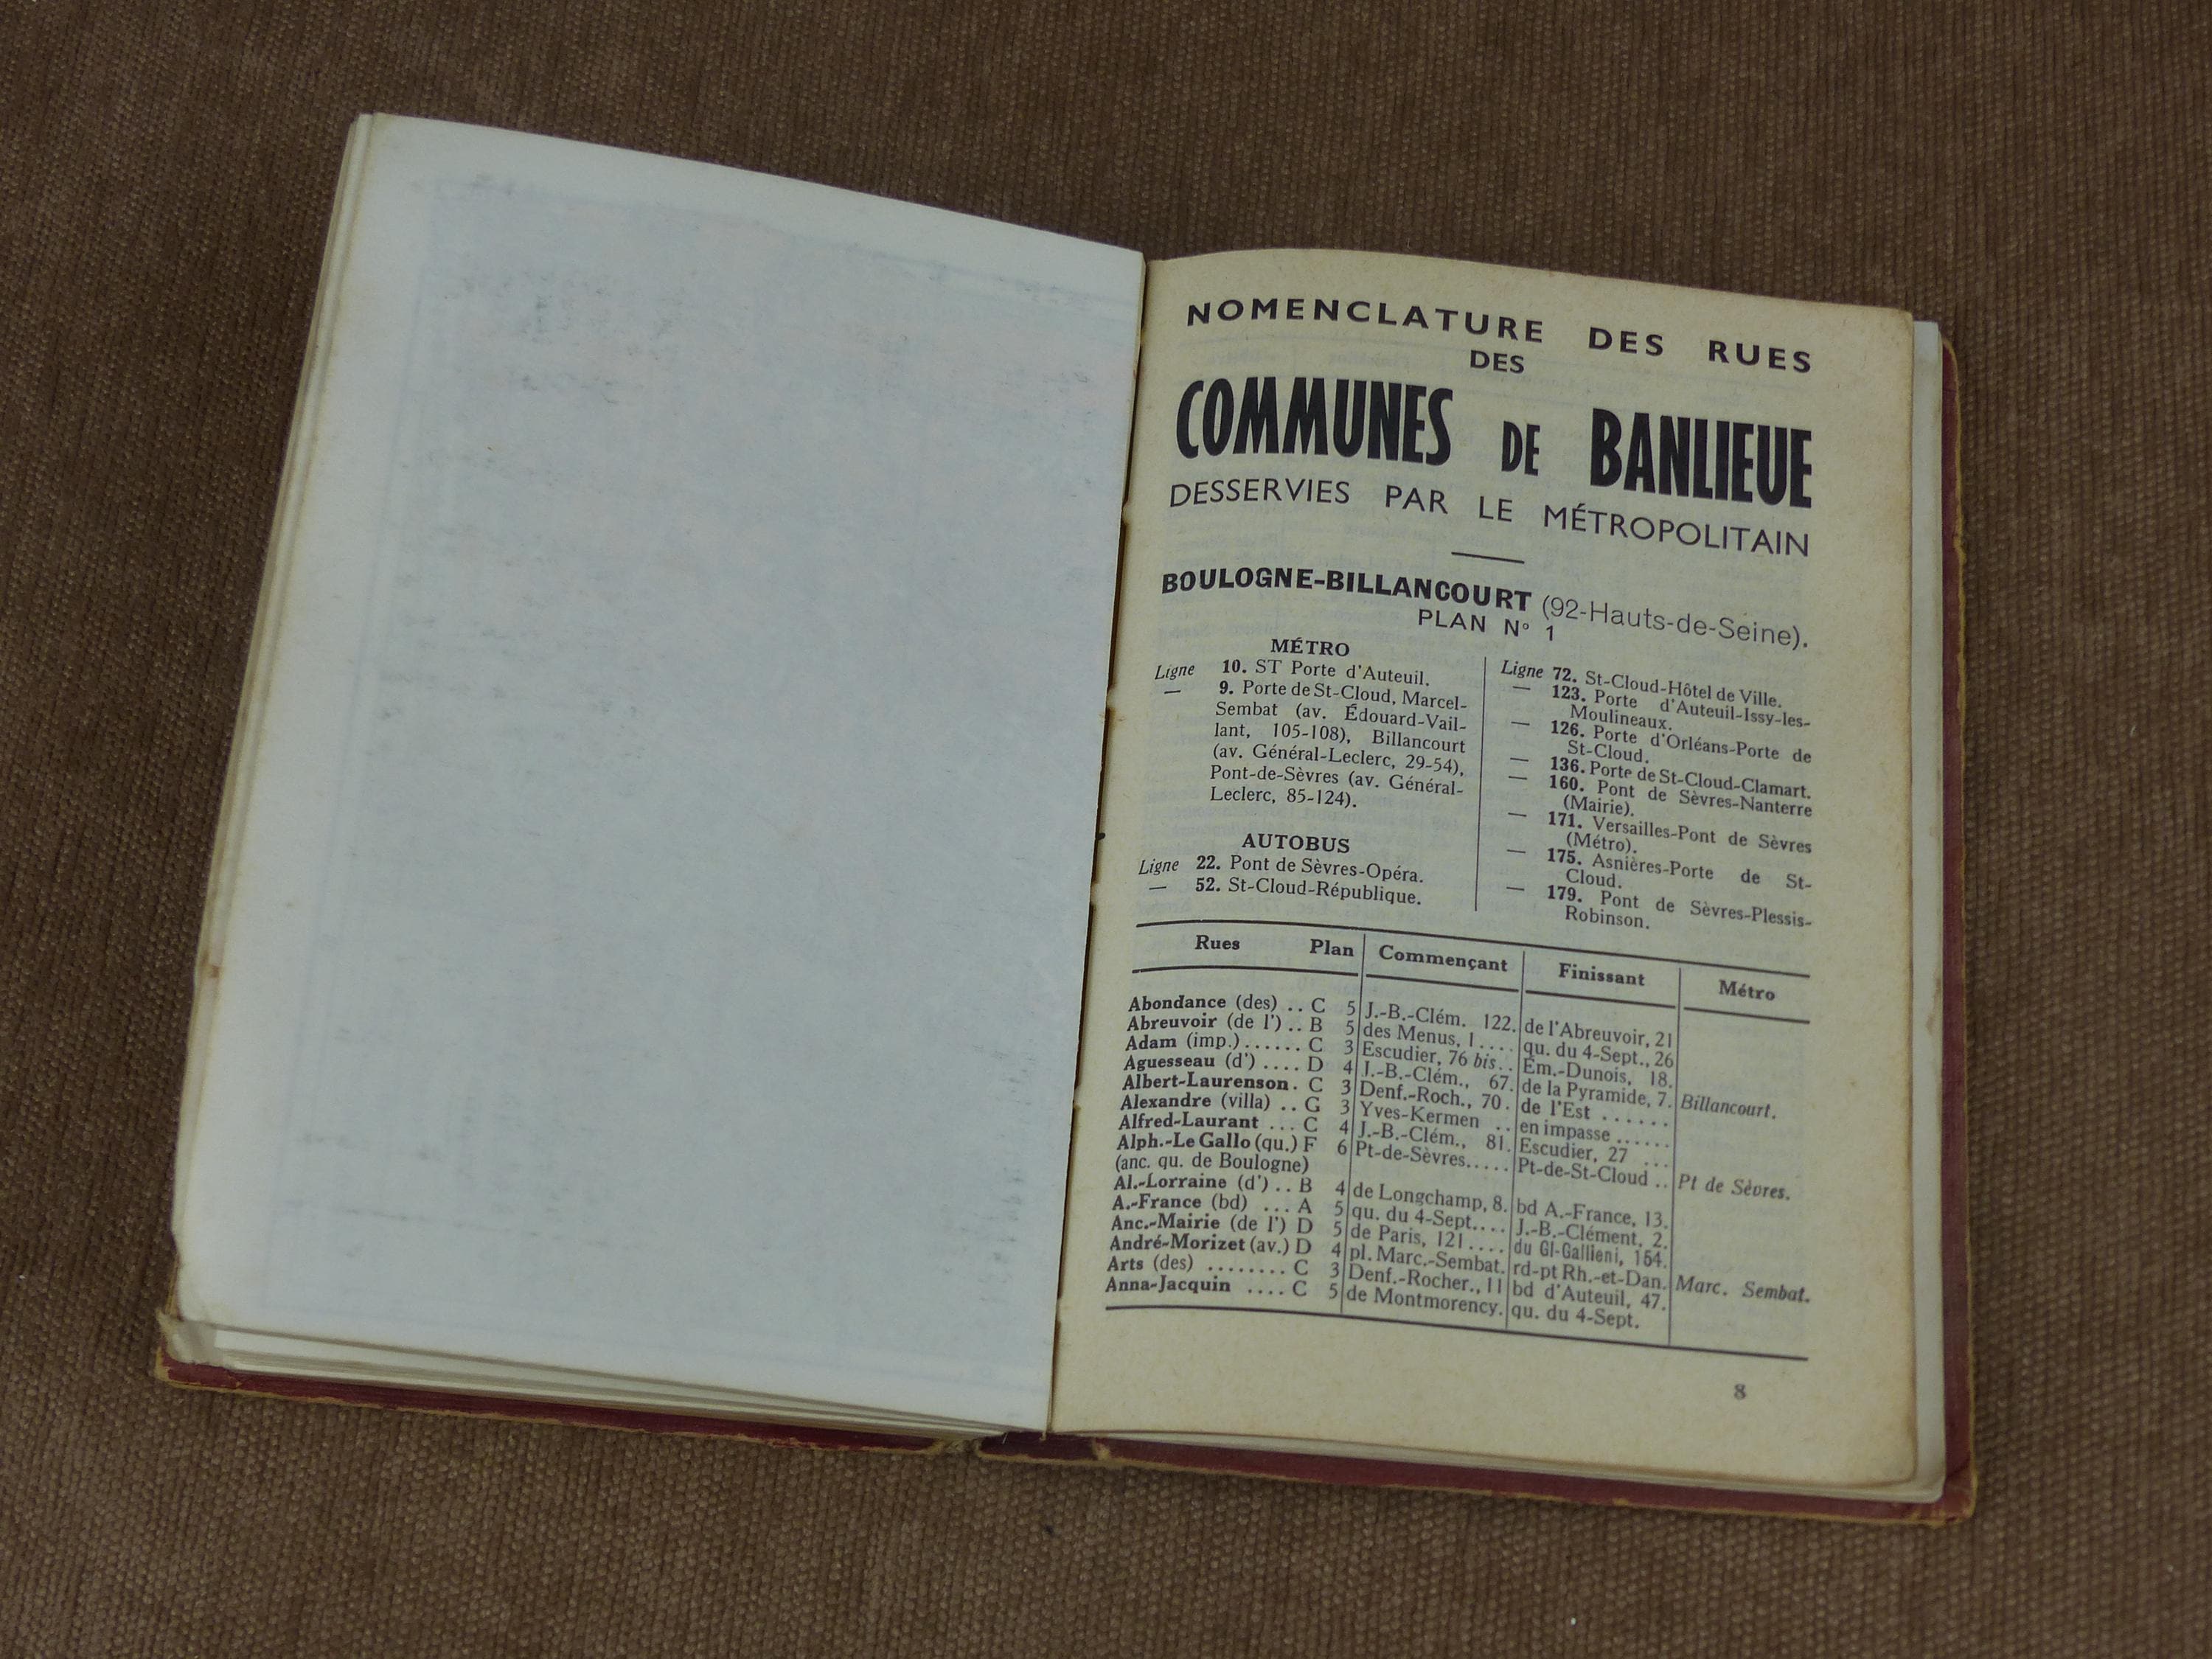 NOMENCLATURE DES RUES
DES
COMMUNES DE BANLIEUE
DESSERVIES PAR LE MÉTROPOLITAIN
BOULOGNE-BILLANCOURT (92-Hauts-de-Seine).
PLAN N° 1
MÉTRO
Ligne 10. ST Porte d'Auteuil.
— 9. Porte de St-Cloud, Marcel-
Sembat (av. Édouard-Vail-
lant, 105-108), Billancourt
(av. Général-Leclerc, 29-54),
Pont-de-Sèvres (av. Général-
Leclerc, 85-124).
AUTOBUS
Ligne 22. Pont de Sèvres-Opéra.
— 52. St-Cloud-République.
Ligne 72. St-Cloud-Hôtel de Ville.
— 123. Porte d'Auteuil-Issy-les-
Moulineaux.
— 126. Porte d'Orléans-Porte de
St-Cloud.
— 136. Porte de St-Cloud-Clamart.
— 160. Pont de Sèvres-Nanterre
(Mairie).
— 171. Versailles-Pont de Sèvres
(Métro).
— 175. Asnières-Porte de St-
Cloud.
— 179. Pont de Sèvres-Plessis-
Robinson.
Rues Plan Commençant Finissant Métro
Abondance (des) .. C 5 J.-B.-Clém. 122. de l'Abreuvoir, 21
Abreuvoir (de l') .. B 5 des Menus, 1 .... qu. du 4-Sept., 26
Adam (imp.) ...... C 3 Escudier, 76 bis .. Em.-Dunois, 18.
Aguesseau (d') .... D 4 J.-B.-Clém., 67. de la Pyramide, 7. Billancourt.
Albert-Laurenson . C 3 Denf.-Roch., 70 . de l'Est ......
Alexandre (villa) .. G 3 Yves-Kermen .. en impasse ......
Alfred-Laurant ... C 4 J.-B.-Clém., 81. Escudier, 27 ...
Alph.-Le Gallo (qu.) F 6 Pt-de-Sèvres..... Pt-de-St-Cloud .. Pt de Sèvres.
(anc. qu. de Boulogne)
Al.-Lorraine (d') .. B 4 de Longchamp, 8. bd A.-France, 13.
A.-France (bd) ... A 5 qu. du 4-Sept.... J.-B.-Clément, 2.
Anc.-Mairie (de l') D 5 de Paris, 121 .... du Gl-Gallieni, 154.
André-Morizet (av.) D 4 pl. Marc.-Sembat. rd-pt Rh.-et-Dan. Marc. Sembat.
Arts (des) ........ C 3 Denf.-Rocher., 11 bd d'Auteuil, 47.
Anna-Jacquin .... C 5 de Montmorency. qu. du 4-Sept.
8